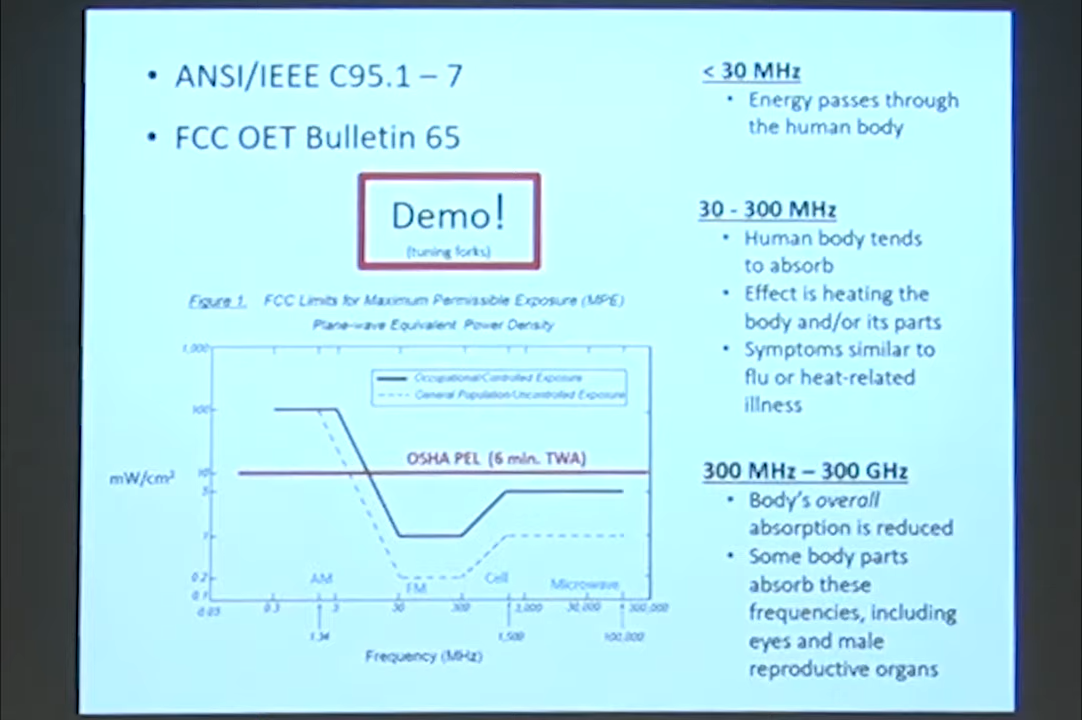 • ANSI/IEEE C95.1 – 7
• FCC OET Bulletin 65
Demo!
(tuning forks)
Figure 1. FCC Limits for Maximum Permissible Exposure (MPE)
Plane-wave Equivalent Power Density
1,000
Occupational/Controlled Exposure
General Population/Uncontrolled Exposure
100
OSHA PEL (6 min. TWA)
10
mW/cm²
5
1
0.2
0.1
AM
FM
Cell
Microwave
0.03 0.3 3 30 300 3,000 30,000 300,000
1.34 1,500 100,000
Frequency (MHz)
< 30 MHz
• Energy passes through
the human body
30 - 300 MHz
• Human body tends
to absorb
• Effect is heating the
body and/or its parts
• Symptoms similar to
flu or heat-related
illness
300 MHz – 300 GHz
• Body's overall
absorption is reduced
• Some body parts
absorb these
frequencies, including
eyes and male
reproductive organs